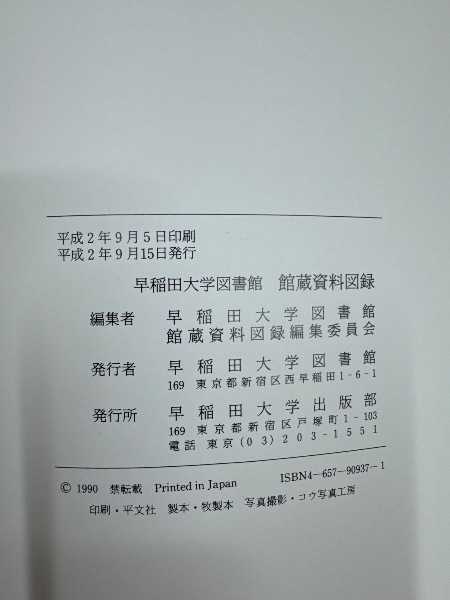 平成2年9月5日印刷
平成2年9月15日発行
早稲田大学図書館 館蔵資料図録
編集者 早稲田大学図書館
館蔵資料図録編集委員会
発行者 早稲田大学図書館
169 東京都新宿区西早稲田1-6-1
発行所 早稲田大学出版部
169 東京都新宿区戸塚町1-103
電話 東京(03)203-1551
© 1990 禁転載 Printed in Japan ISBN4-657-90937-1
印刷・平文社 製本・牧製本 写真撮影・コウ写真工房